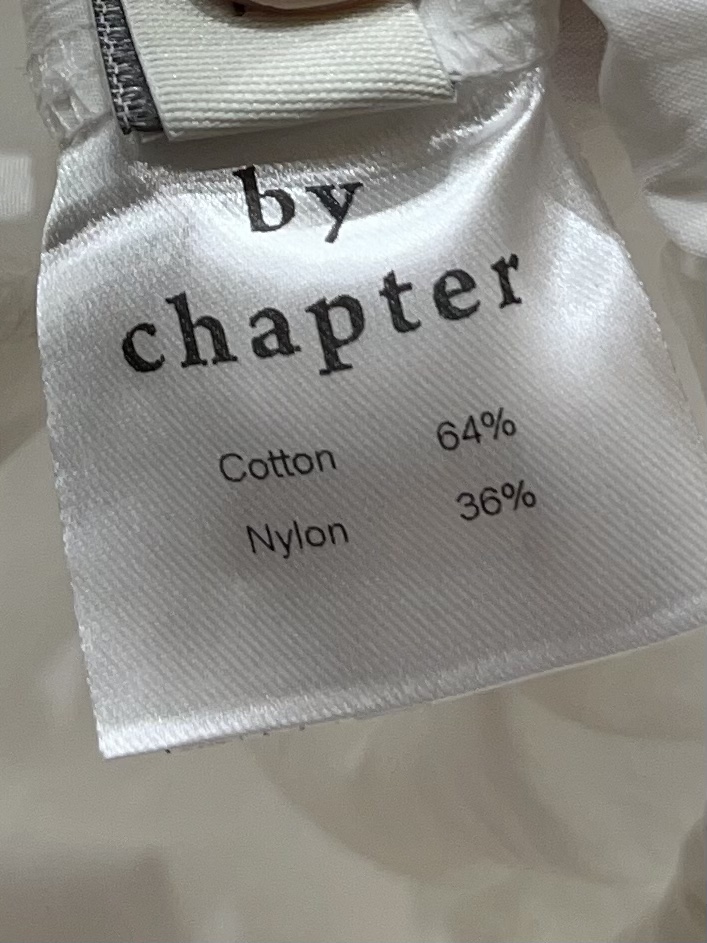 by
chapter
Cotton 64%
Nylon 36%